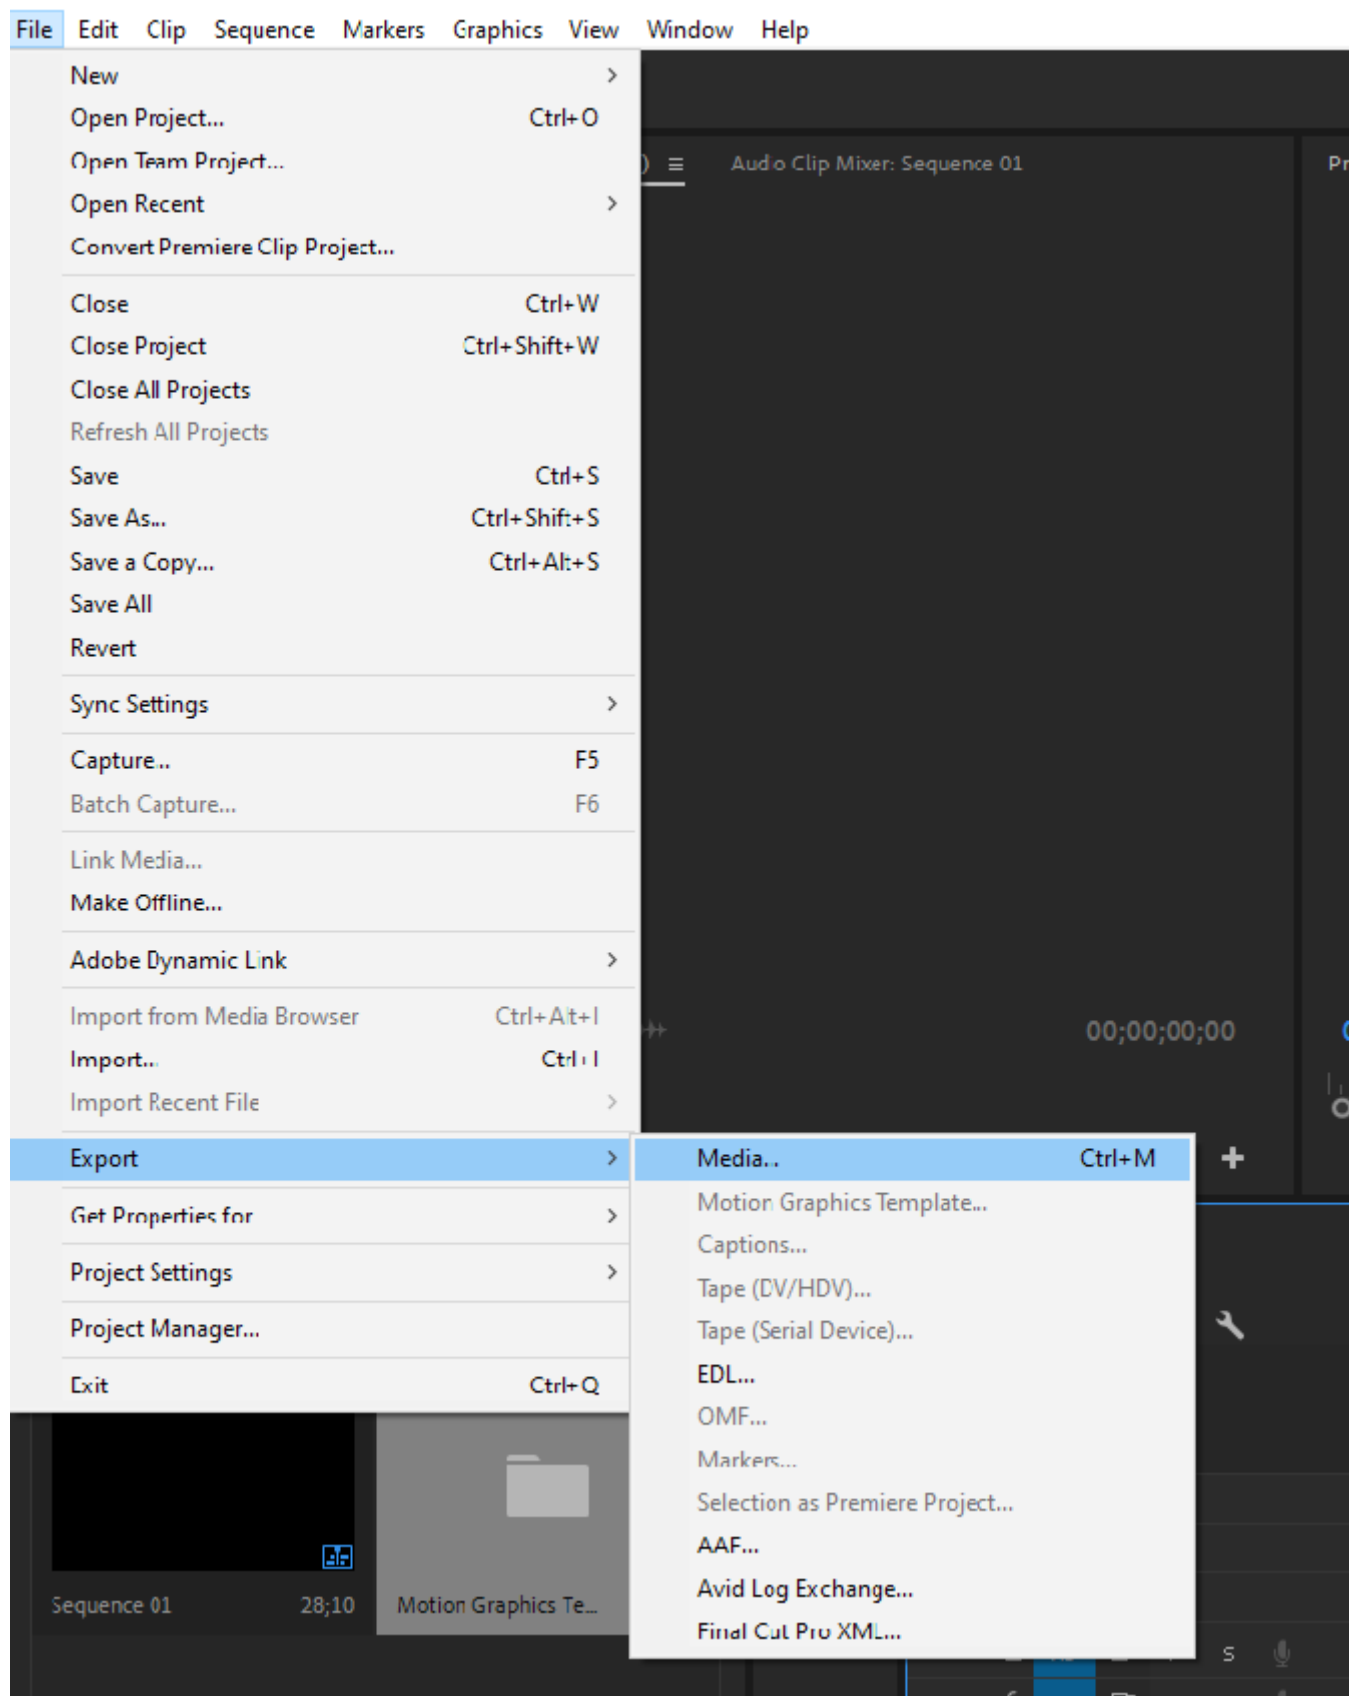 File Edit Clip Sequence Markers Graphics View Window Help
New
Open Project... Ctrl+O
Open Team Project...
Open Recent
Convert Premiere Clip Project...
Close Ctrl+W
Close Project Ctrl+Shift+W
Close All Projects
Refresh All Projects
Save Ctrl+S
Save As... Ctrl+Shift+S
Save a Copy... Ctrl+Alt+S
Save All
Revert
Sync Settings
Capture... F5
Batch Capture... F6
Link Media...
Make Offline...
Adobe Dynamic Link
Import from Media Browser Ctrl+Alt+I
Import... Ctrl+I
Import Recent File
Export
Get Properties for
Project Settings
Project Manager...
Exit Ctrl+Q
Audio Clip Mixer: Sequence 01
00;00;00;00
Media... Ctrl+M
Motion Graphics Template...
Captions...
Tape (DV/HDV)...
Tape (Serial Device)...
EDL...
OMF...
Markers...
Selection as Premiere Project...
AAF...
Avid Log Exchange...
Final Cut Pro XML...
Sequence 01 28;10
Motion Graphics Te...
S